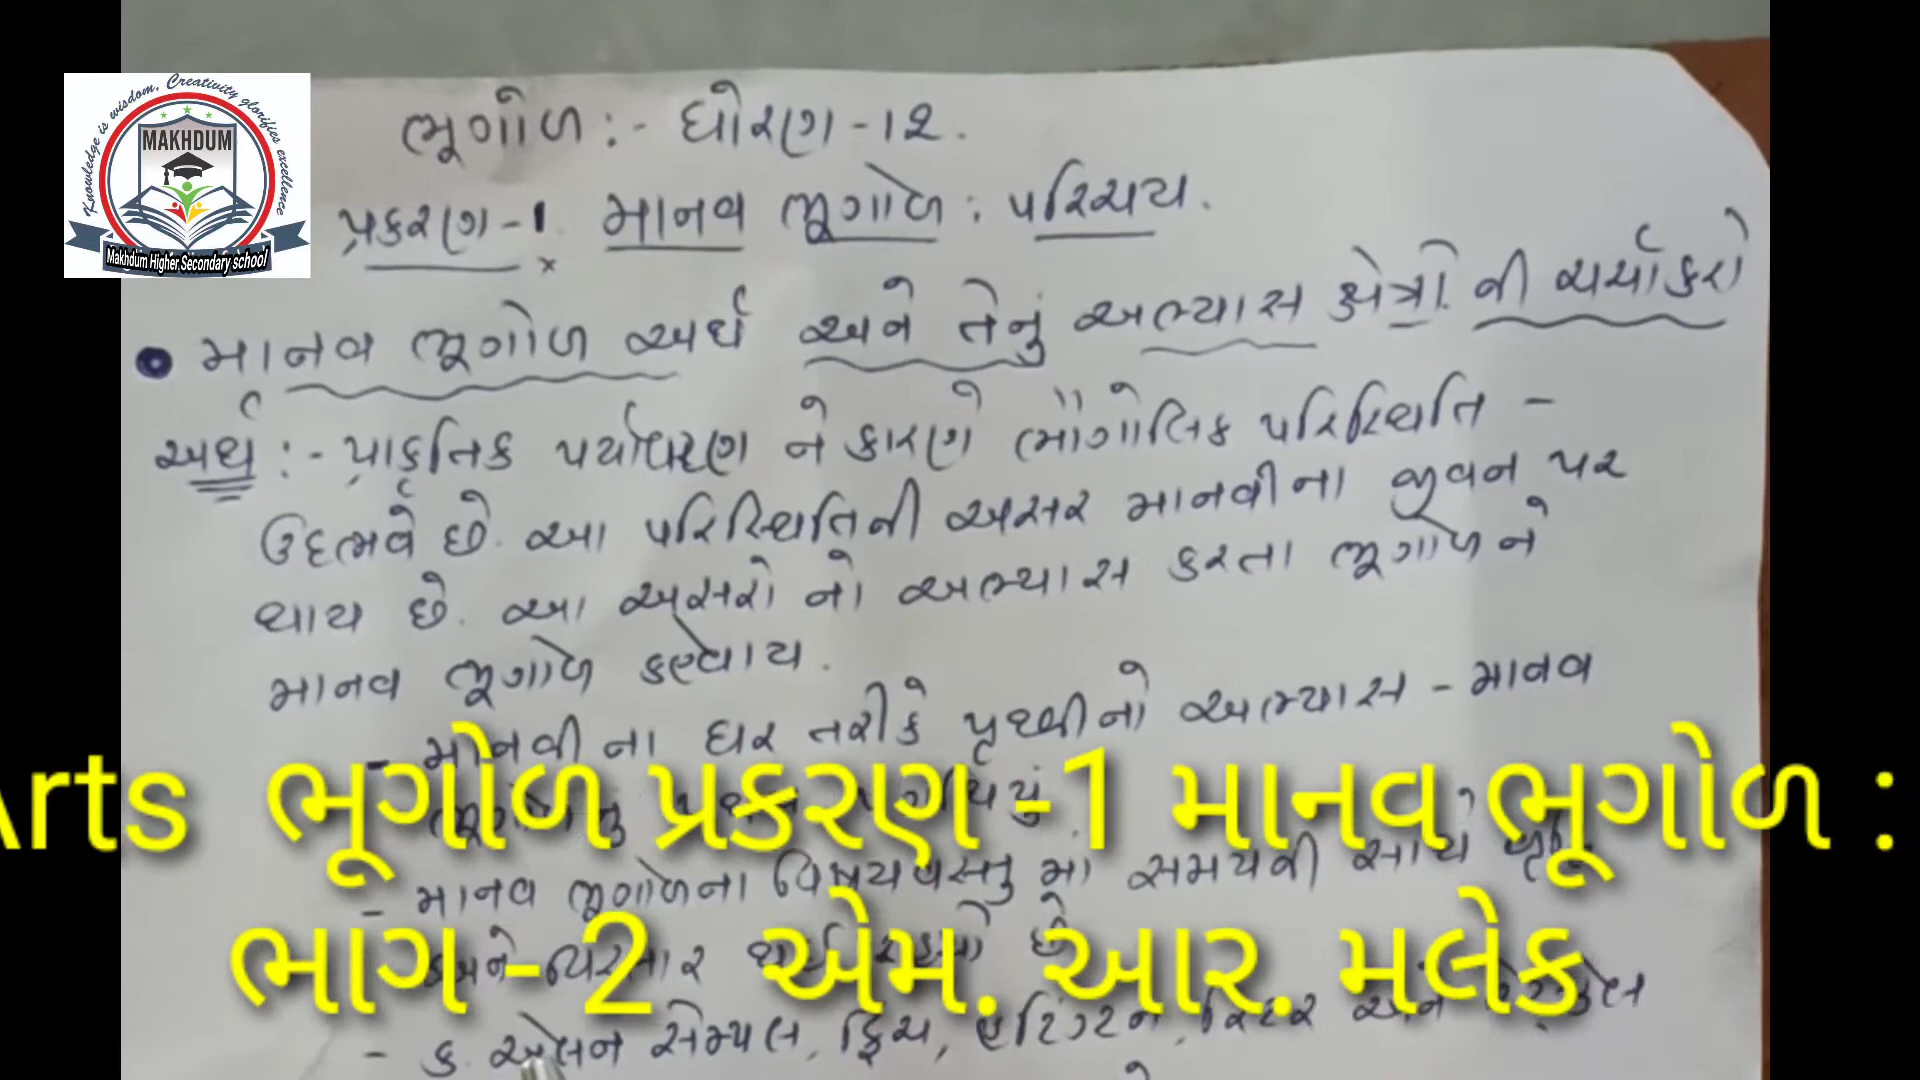 Knowledge is wisdom, Creativity glorifies excellence
MAKHDUM
Makhdum Higher Secondary school
ભૂગોળ :- ધોરણ -૧૨.
પ્રકરણ -1 માનવ ભૂગોળ : પરિચય.
માનવ ભૂગોળ અર્થ અને તેનું અભ્યાસ ક્ષેત્રો ની ચર્ચા કરો
અર્થ :- પ્રાકૃતિક પર્યાવરણ ને કારણે ભૌગોલિક પરિસ્થિતિ -
ઉદ્દભવે છે. આ પરિસ્થિતિની અસર માનવીના જીવન પર
થાય છે. આ અસરો નો અભ્યાસ કરતા ભૂગોળ ને
માનવ ભૂગોળ કહેવાય.
- માનવી ના ઘર તરીકે પૃથ્વીનો અભ્યાસ - માનવ
Arts ભૂગોળ પ્રકરણ -1 માનવ ભૂગોળ :
- માનવ ભૂગોળના વિષયવસ્તુ માં સમયની સાથે
ભાગ - 2 એમ. આર. મલેક
- કુ. એલન સેમ્પલ, ફિચ, હટિંગ્ટન,